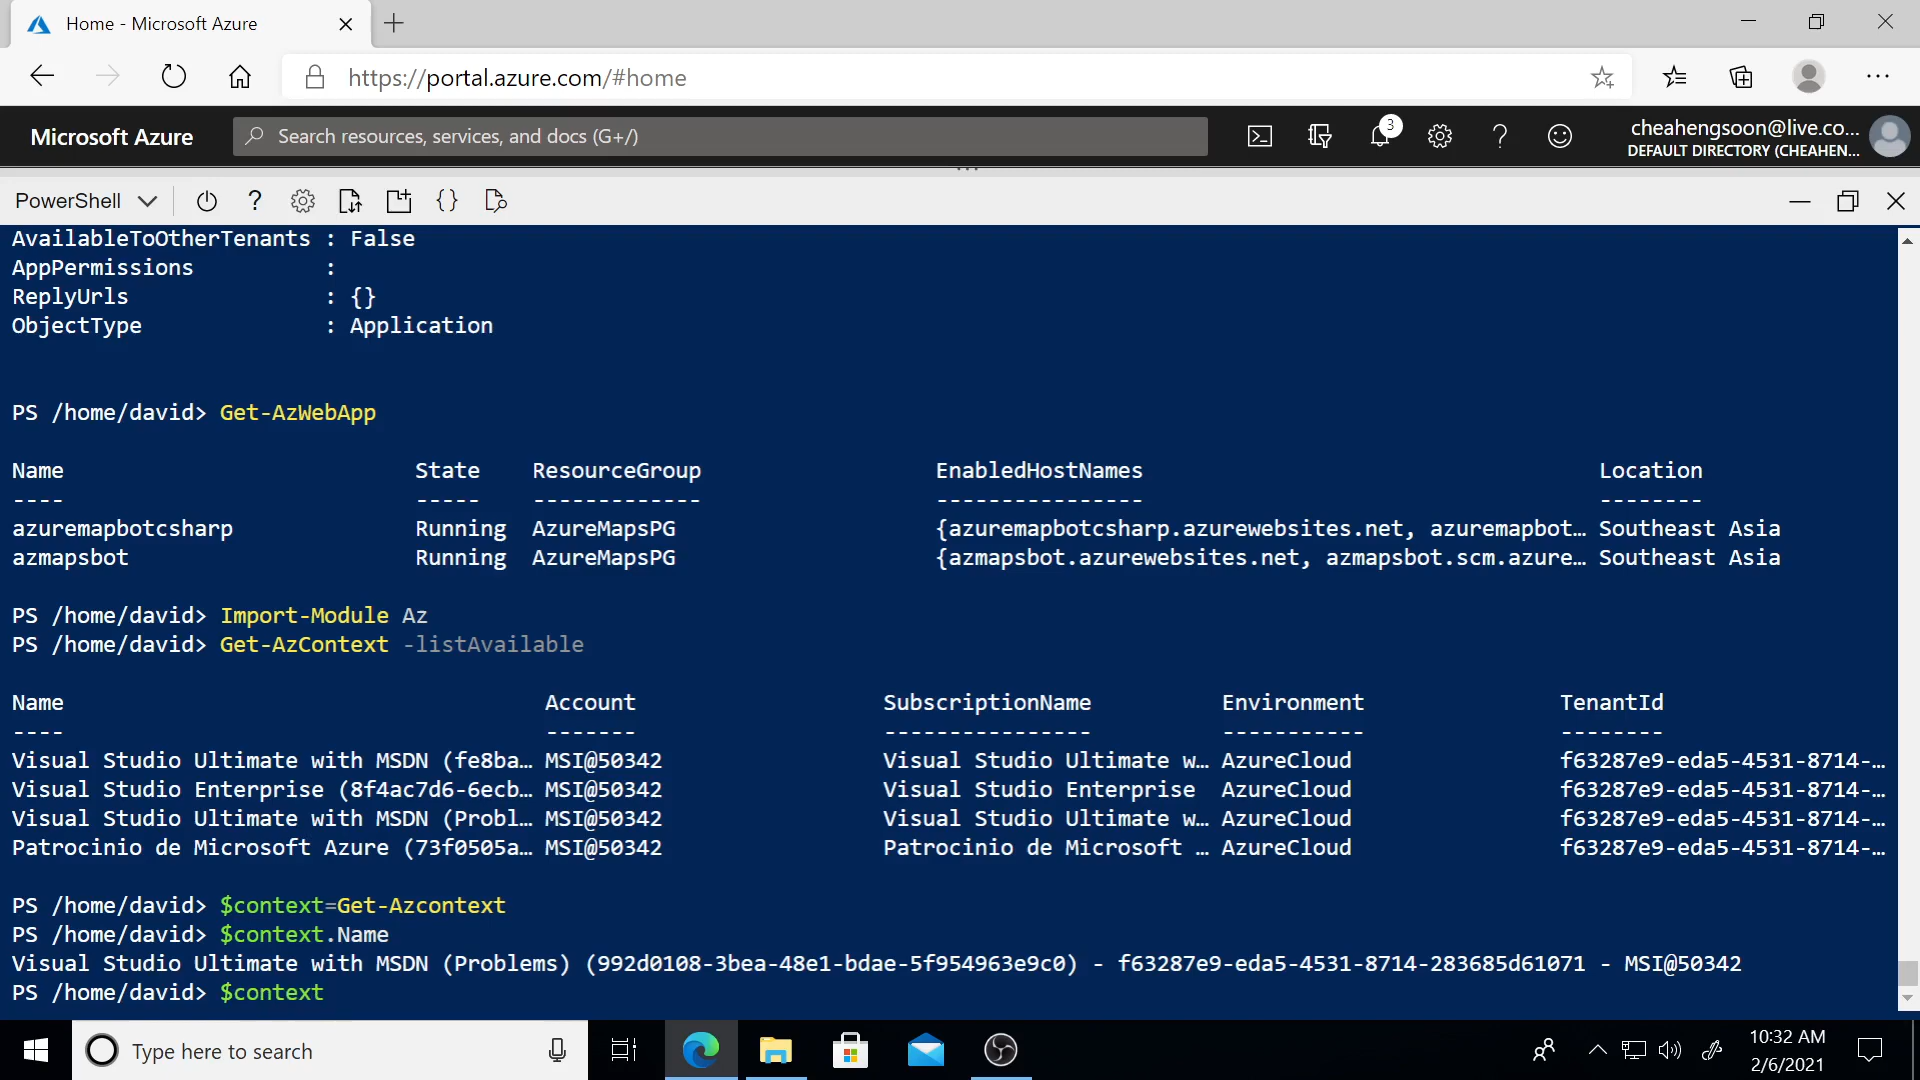 Home - Microsoft Azure
https://portal.azure.com/#home
Microsoft Azure
Search resources, services, and docs (G+/)
3
cheahengsoon@live.co...
DEFAULT DIRECTORY (CHEAHEN...
PowerShell
AvailableToOtherTenants : False
AppPermissions :
ReplyUrls : {}
ObjectType : Application
PS /home/david> Get-AzWebApp
Name State ResourceGroup EnabledHostNames Location
---- ----- ------------- ---------------- --------
azuremapbotcsharp Running AzureMapsPG {azuremapbotcsharp.azurewebsites.net, azuremapbot… Southeast Asia
azmapsbot Running AzureMapsPG {azmapsbot.azurewebsites.net, azmapsbot.scm.azure… Southeast Asia
PS /home/david> Import-Module Az
PS /home/david> Get-AzContext -listAvailable
Name Account SubscriptionName Environment TenantId
---- ------- ---------------- ----------- --------
Visual Studio Ultimate with MSDN (fe8ba… MSI@50342 Visual Studio Ultimate w… AzureCloud f63287e9-eda5-4531-8714-…
Visual Studio Enterprise (8f4ac7d6-6ecb… MSI@50342 Visual Studio Enterprise AzureCloud f63287e9-eda5-4531-8714-…
Visual Studio Ultimate with MSDN (Probl… MSI@50342 Visual Studio Ultimate w… AzureCloud f63287e9-eda5-4531-8714-…
Patrocinio de Microsoft Azure (73f0505a… MSI@50342 Patrocinio de Microsoft … AzureCloud f63287e9-eda5-4531-8714-…
PS /home/david> $context=Get-Azcontext
PS /home/david> $context.Name
Visual Studio Ultimate with MSDN (Problems) (992d0108-3bea-48e1-bdae-5f954963e9c0) - f63287e9-eda5-4531-8714-283685d61071 - MSI@50342
PS /home/david> $context
Type here to search
10:32 AM
2/6/2021